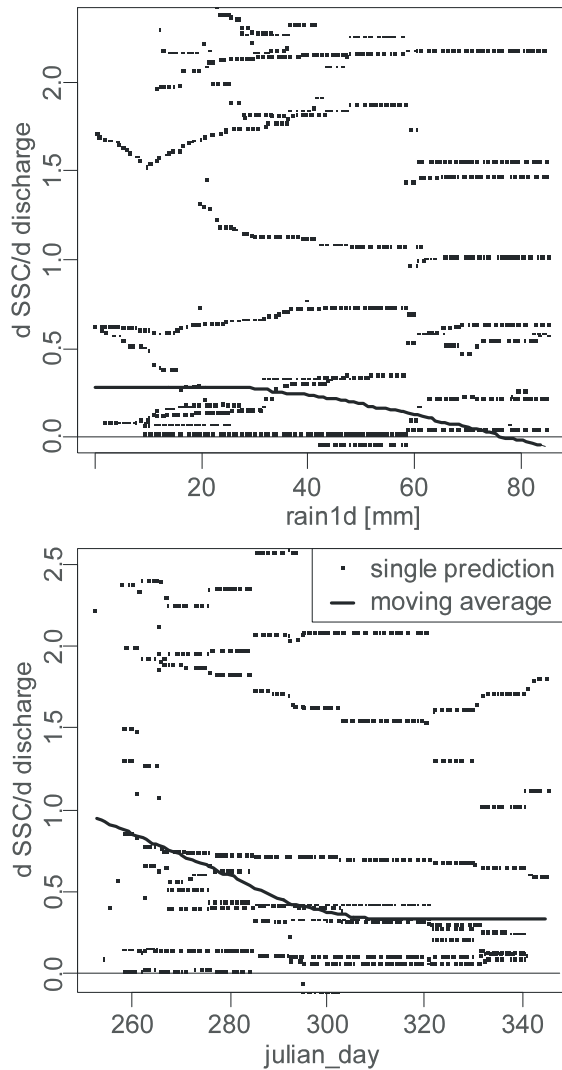 d SSC/d discharge
2.0
1.5
1.0
0.5
0.0
20 40 60 80
rain1d [mm]
single prediction
moving average
d SSC/d discharge
2.5
2.0
1.5
1.0
0.5
0.0
260 280 300 320 340
julian_day